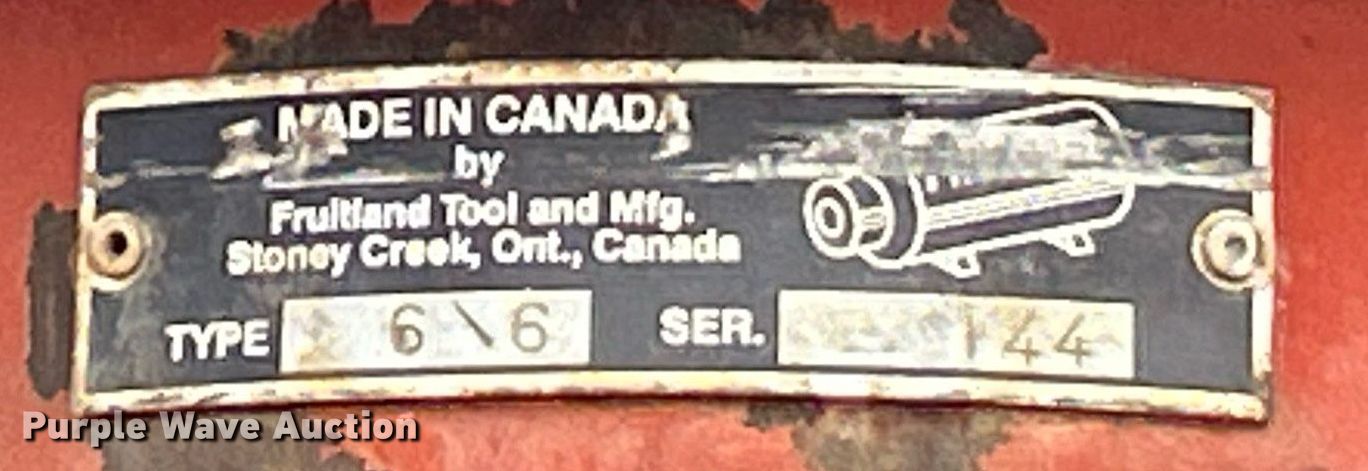 MADE IN CANADA
by
Fruitland Tool and Mfg.
Stoney Creek, Ont., Canada
TYPE 6\6 SER. 144
Purple Wave Auction